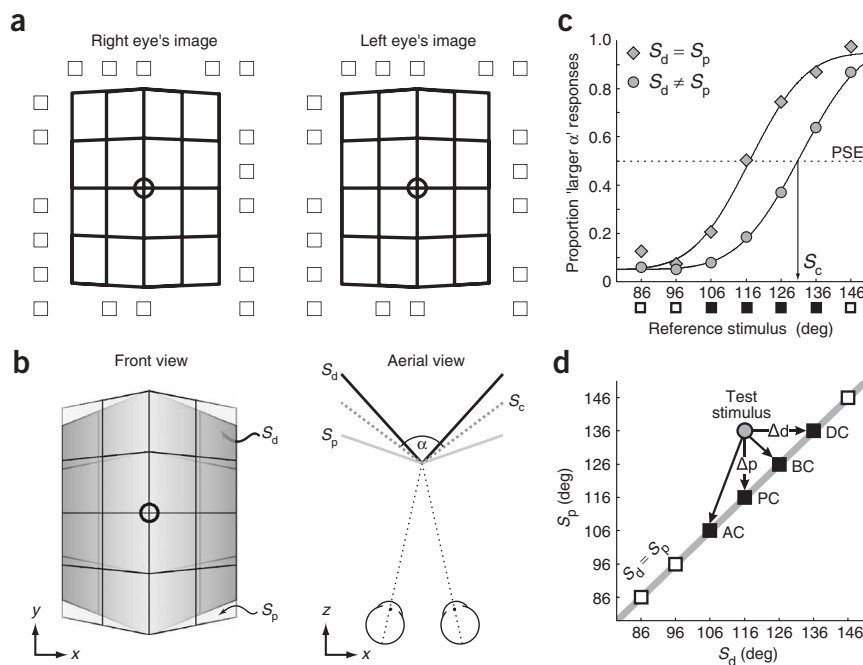 a
Right eye's image
Left eye's image
b
Front view
Aerial view
S_d
S_p
S_d
S_c
S_p
α
y
x
z
x
c
S_d = S_p
S_d ≠ S_p
PSE
S_c
Proportion 'larger α' responses
1.0
0.8
0.6
0.4
0.2
0
86 96 106 116 126 136 146
Reference stimulus (deg)
d
Test
stimulus
Δd
DC
Δp
BC
PC
AC
S_d = S_p
S_p (deg)
146
136
126
116
106
96
86
86 96 106 116 126 136 146
S_d (deg)